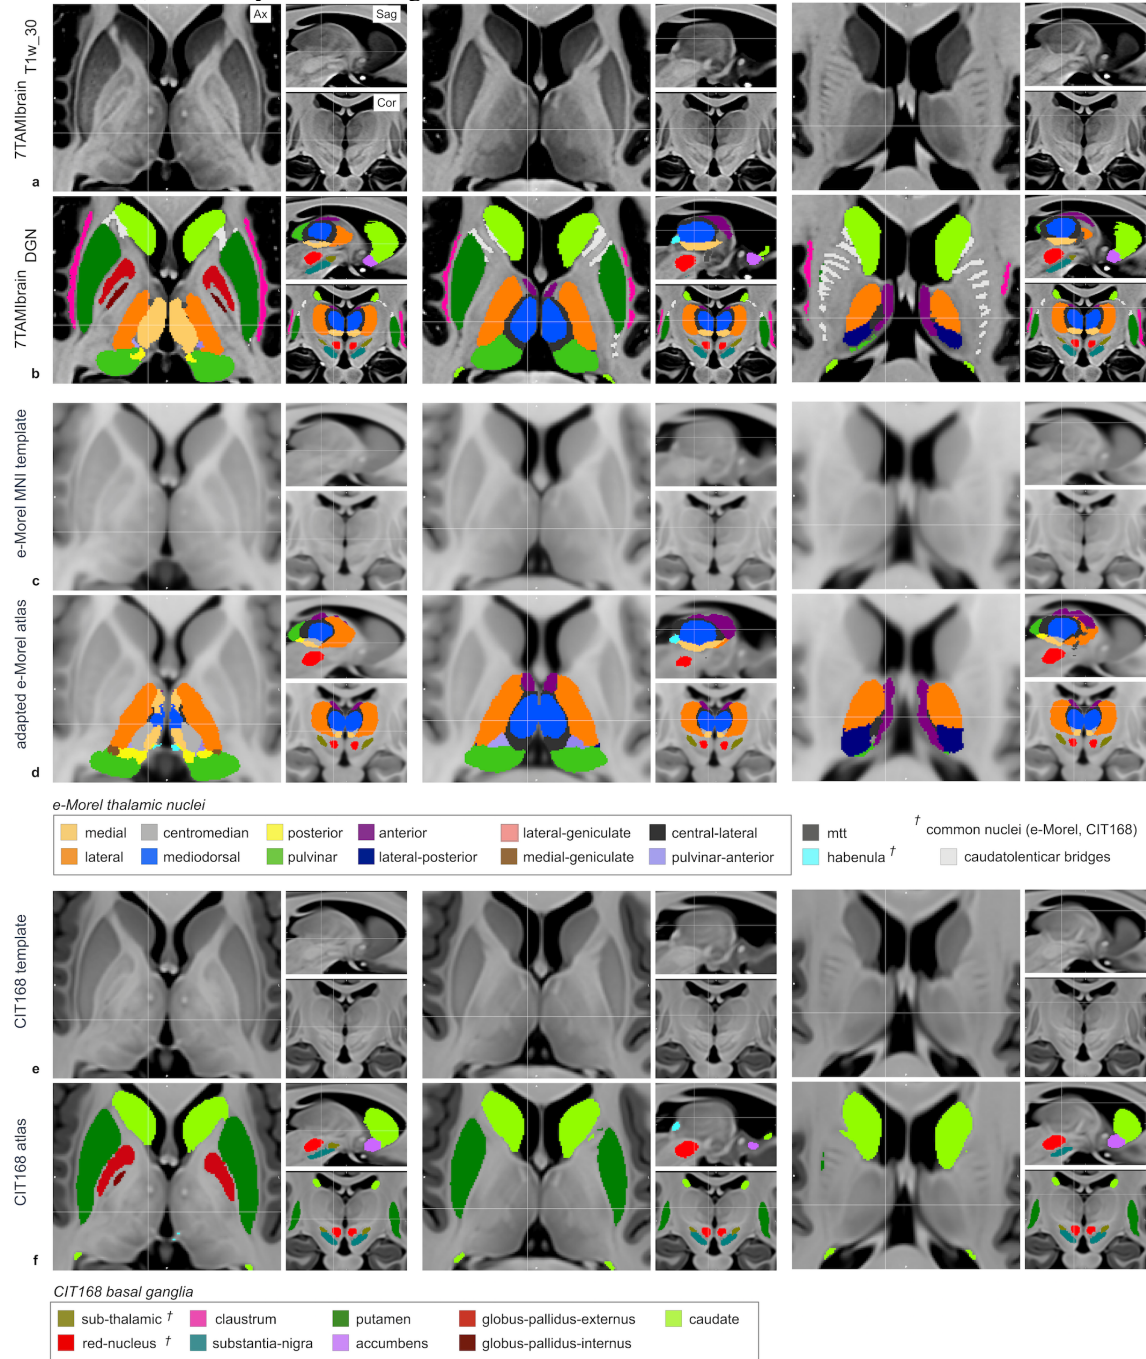 Ax
Sag
Cor
7TAMIbrain T1w_30
a
7TAMIbrain DGN
b
e-Morel MNI template
c
adapted e-Morel atlas
d
e-Morel thalamic nuclei
medial centromedian posterior anterior lateral-geniculate central-lateral mtt † common nuclei (e-Morel, CIT168)
lateral mediodorsal pulvinar lateral-posterior medial-geniculate pulvinar-anterior habenula † caudatolenticar bridges
CIT168 template
e
CIT168 atlas
f
CIT168 basal ganglia
sub-thalamic † claustrum putamen globus-pallidus-externus caudate
red-nucleus † substantia-nigra accumbens globus-pallidus-internus